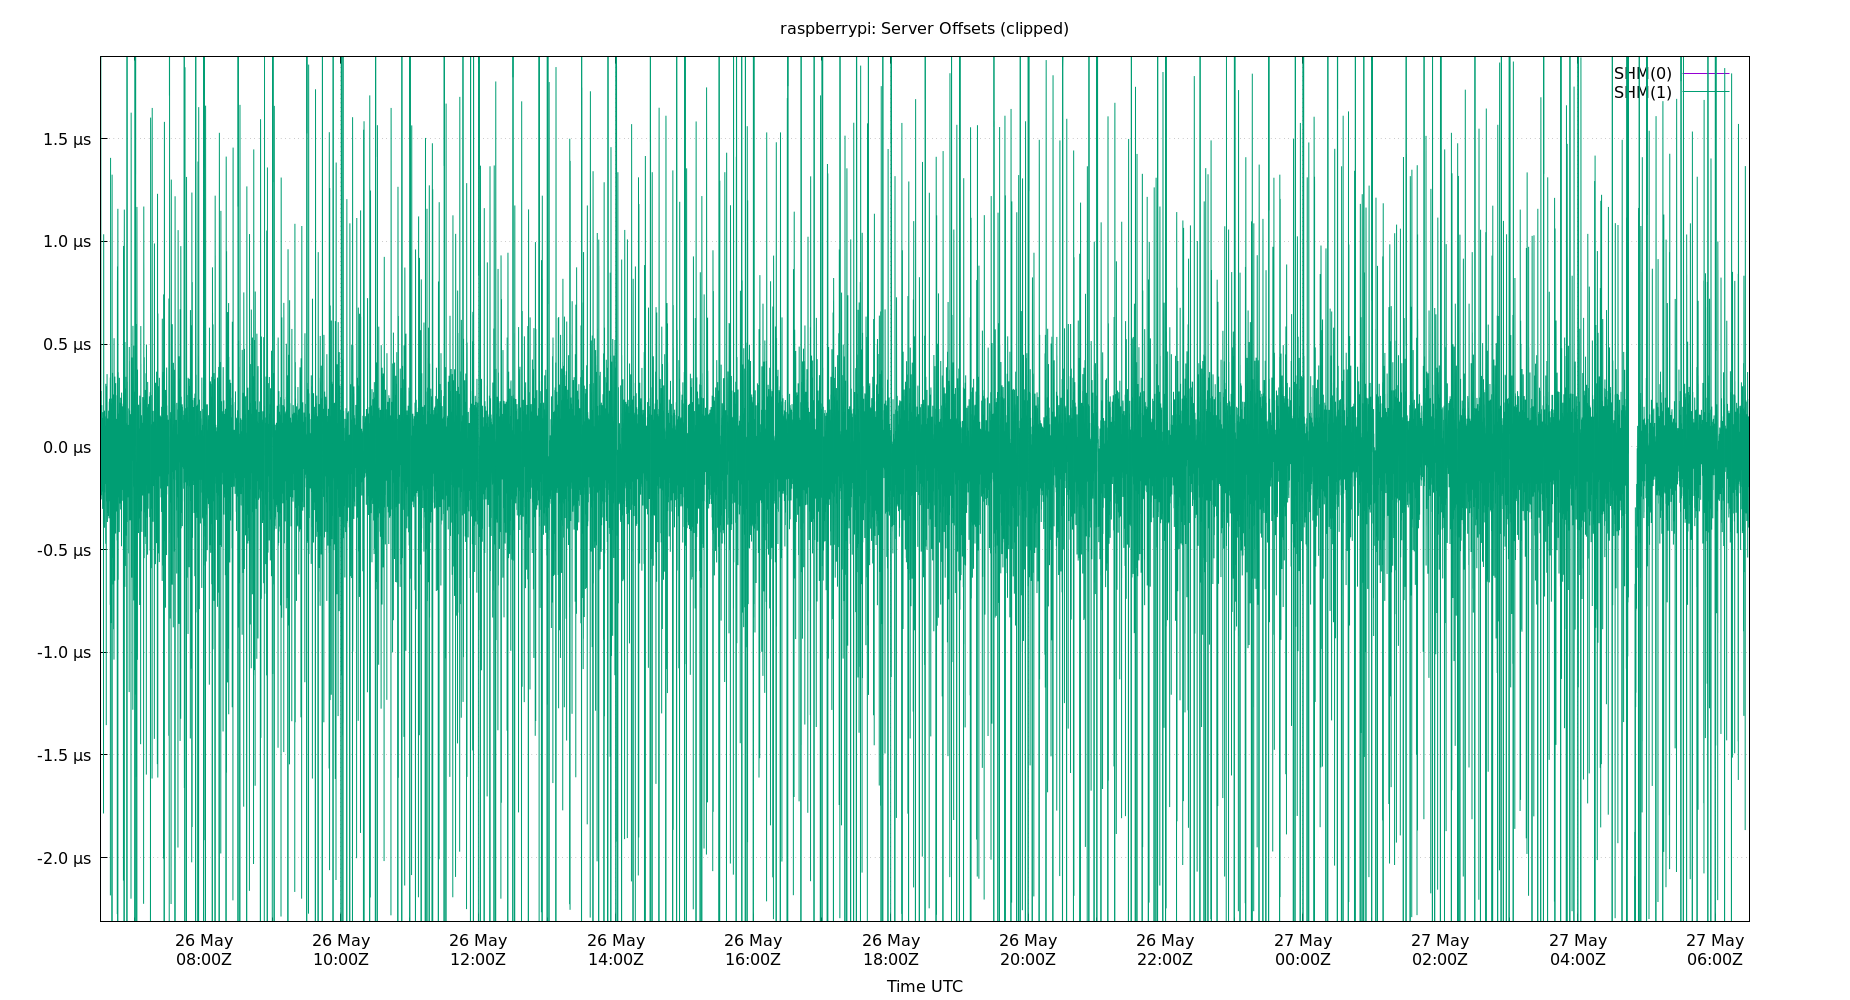 raspberrypi: Server Offsets (clipped)
SHM(0)
SHM(1)
1.5 µs
1.0 µs
0.5 µs
0.0 µs
-0.5 µs
-1.0 µs
-1.5 µs
-2.0 µs
26 May 26 May 26 May 26 May 26 May 26 May 26 May 26 May 27 May 27 May 27 May 27 May
08:00Z 10:00Z 12:00Z 14:00Z 16:00Z 18:00Z 20:00Z 22:00Z 00:00Z 02:00Z 04:00Z 06:00Z
Time UTC